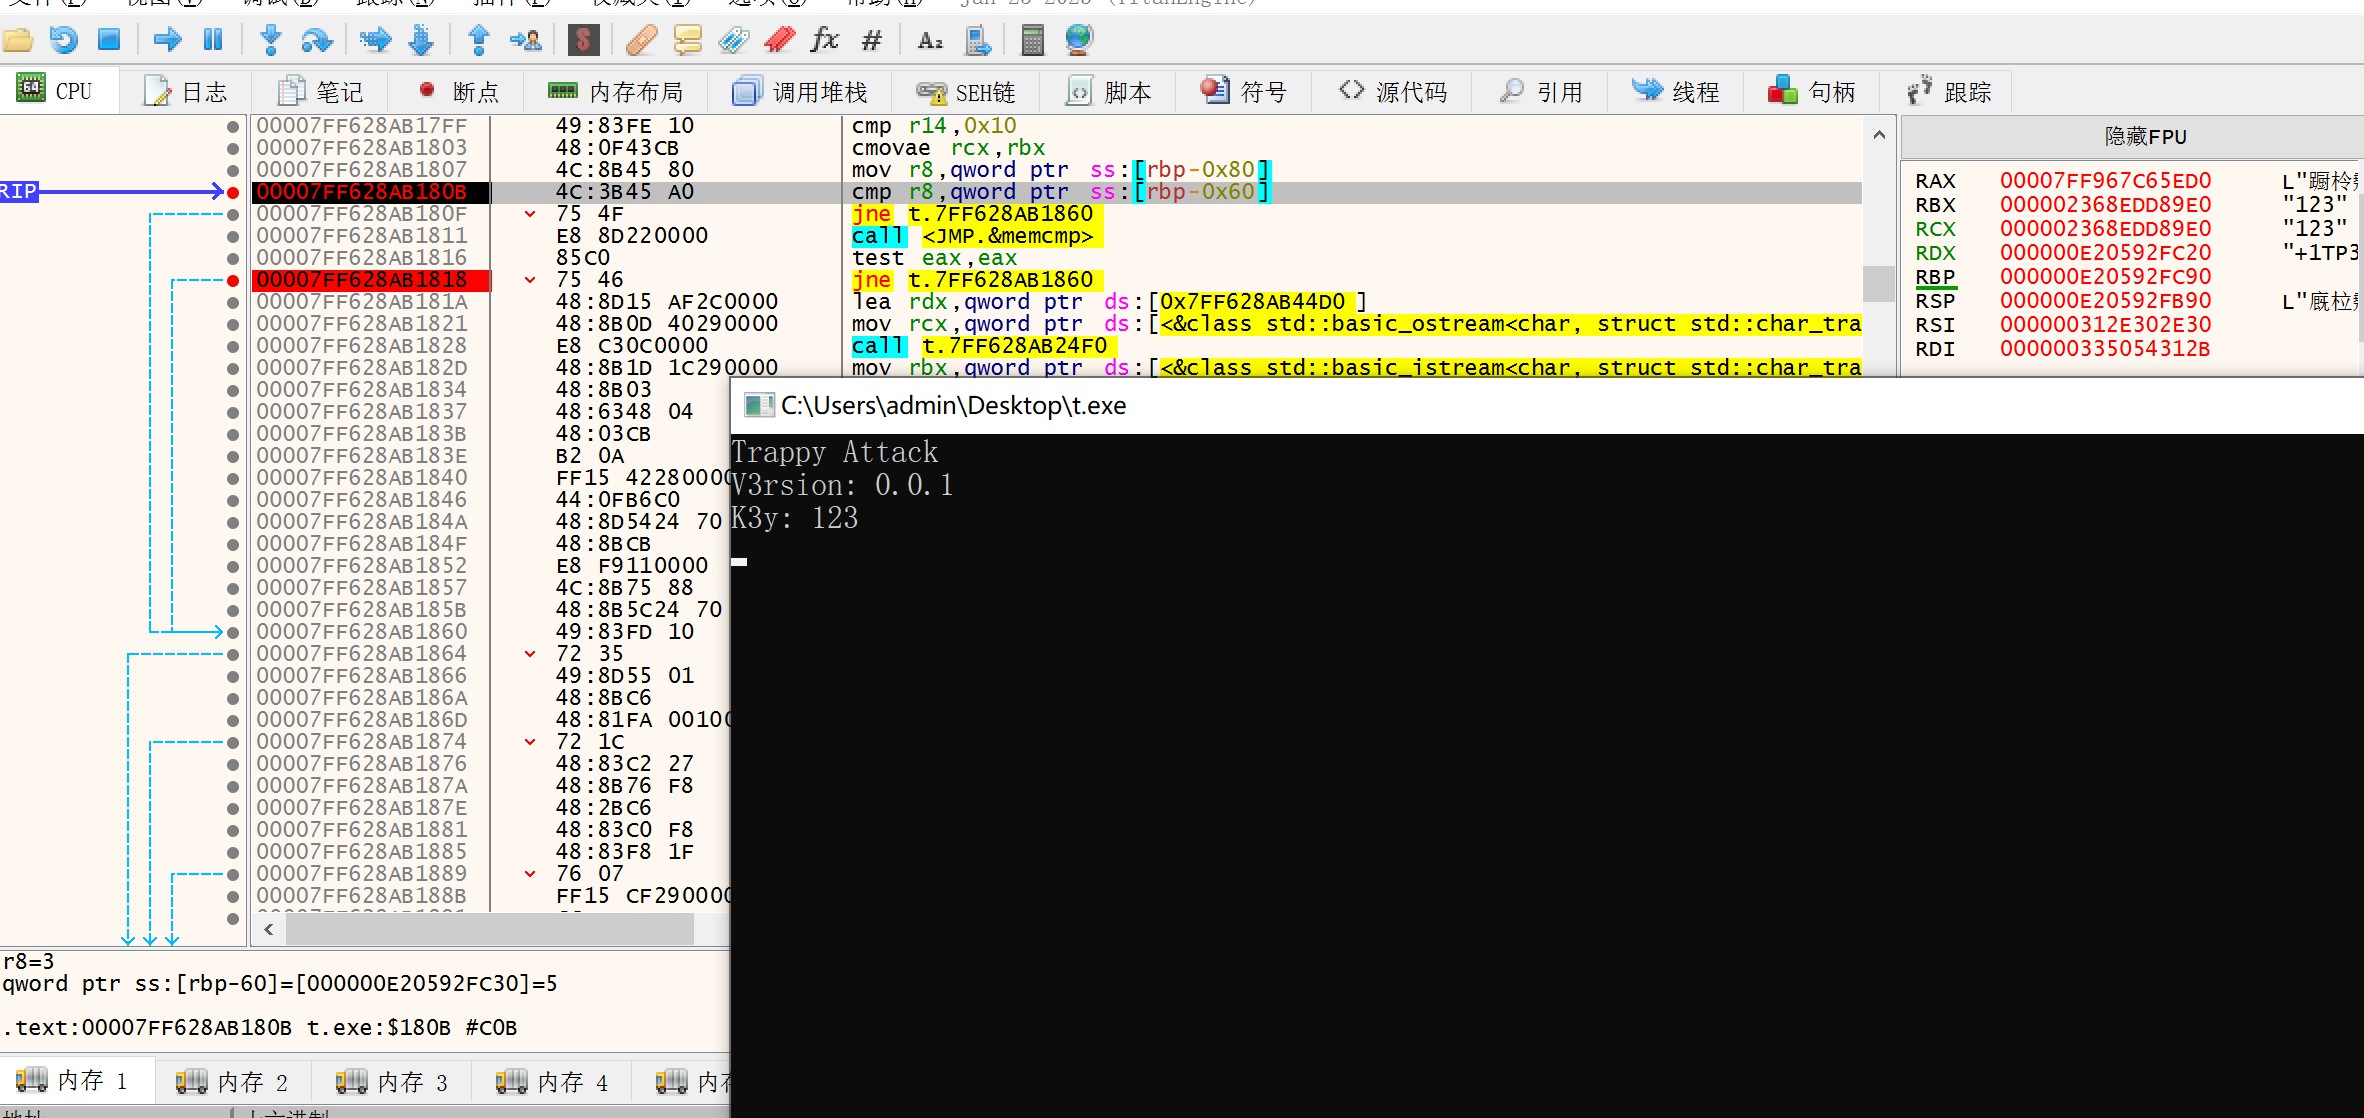 CPU 日志 笔记 断点 内存布局 调用堆栈 SEH链 脚本 符号 源代码 引用 线程 句柄 跟踪
隐藏FPU
00007FF628AB17FF 49:83FE 10 cmp r14,0x10
00007FF628AB1803 48:0F43CB cmovae rcx,rbx
00007FF628AB1807 4C:8B45 80 mov r8,qword ptr ss:[rbp-0x80]
RIP 00007FF628AB180B 4C:3B45 A0 cmp r8,qword ptr ss:[rbp-0x60]
00007FF628AB180F 75 4F jne t.7FF628AB1860
00007FF628AB1811 E8 8D220000 call <JMP.&memcmp>
00007FF628AB1816 85C0 test eax,eax
00007FF628AB1818 75 46 jne t.7FF628AB1860
00007FF628AB181A 48:8D15 AF2C0000 lea rdx,qword ptr ds:[0x7FF628AB44D0]
00007FF628AB1821 48:8B0D 40290000 mov rcx,qword ptr ds:[<&class std::basic_ostream<char, struct std::char_tra
00007FF628AB1828 E8 C30C0000 call t.7FF628AB24F0
00007FF628AB182D 48:8B1D 1C290000 mov rbx,qword ptr ds:[<&class std::basic_istream<char, struct std::char_tra
00007FF628AB1834 48:8B03
00007FF628AB1837 48:6348 04
00007FF628AB183B 48:03CB
00007FF628AB183E B2 0A
00007FF628AB1840 FF15 42280000
00007FF628AB1846 44:0FB6C0
00007FF628AB184A 48:8D5424 70
00007FF628AB184F 48:8BCB
00007FF628AB1852 E8 F9110000
00007FF628AB1857 4C:8B75 88
00007FF628AB185B 48:8B5C24 70
00007FF628AB1860 49:83FD 10
00007FF628AB1864 72 35
00007FF628AB1866 49:8D55 01
00007FF628AB186A 48:8BC6
00007FF628AB186D 48:81FA 00100
00007FF628AB1874 72 1C
00007FF628AB1876 48:83C2 27
00007FF628AB187A 48:8B76 F8
00007FF628AB187E 48:2BC6
00007FF628AB1881 48:83C0 F8
00007FF628AB1885 48:83F8 1F
00007FF628AB1889 76 07
00007FF628AB188B FF15 CF290000
RAX 00007FF967C65ED0
RBX 000002368EDD89E0 "123"
RCX 000002368EDD89E0 "123"
RDX 000000E20592FC20 "+1TP3
RBP 000000E20592FC90
RSP 000000E20592FB90
RSI 000000312E302E30
RDI 000000335054312B
C:\Users\admin\Desktop\t.exe
Trappy Attack
V3rsion: 0.0.1
K3y: 123
r8=3
qword ptr ss:[rbp-60]=[000000E20592FC30]=5
.text:00007FF628AB180B t.exe:$180B #C0B
内存 1 内存 2 内存 3 内存 4